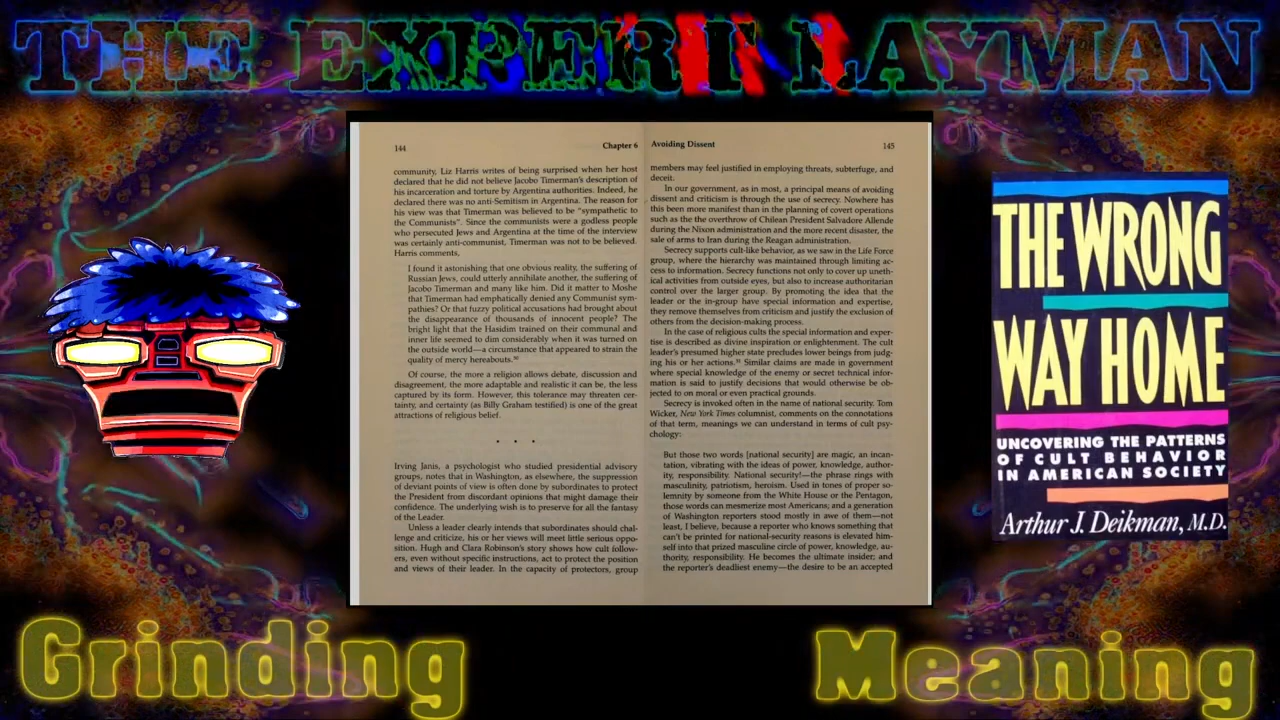 THE EXPERT LAYMAN
144 Chapter 6
community, Liz Harris writes of being surprised when her host
declared that he did not believe Jacobo Timerman's description of
his incarceration and torture by Argentina authorities. Indeed, he
declared there was no anti-Semitism in Argentina. The reason for
his view was that Timerman was believed to be "sympathetic to
the Communists". Since the communists were a godless people
who persecuted Jews and Argentina at the time of the interview
was certainly anti-communist, Timerman was not to be believed.
Harris comments,
I found it astonishing that one obvious reality, the suffering of
Russian Jews, could utterly annihilate another, the suffering of
Jacobo Timerman and many like him. Did it matter to Moshe
that Timerman had emphatically denied any Communist sym-
pathies? Or that fuzzy political accusations had brought about
the disappearance of thousands of innocent people? The
bright light that the Hasidim trained on their communal and
inner life seemed to dim considerably when it was turned on
the outside world—a circumstance that appeared to strain the
quality of mercy hereabouts.³⁰
Of course, the more a religion allows debate, discussion and
disagreement, the more adaptable and realistic it can be, the less
captured by its form. However, this tolerance may threaten cer-
tainty, and certainty (as Billy Graham testified) is one of the great
attractions of religious belief.
• • •
Irving Janis, a psychologist who studied presidential advisory
groups, notes that in Washington, as elsewhere, the suppression
of deviant points of view is often done by subordinates to protect
the President from discordant opinions that might damage their
confidence. The underlying wish is to preserve for all the fantasy
of the Leader.
Unless a leader clearly intends that subordinates should chal-
lenge and criticize, his or her views will meet little serious oppo-
sition. Hugh and Clara Robinson's story shows how cult follow-
ers, even without specific instructions, act to protect the position
and views of their leader. In the capacity of protectors, group
Avoiding Dissent 145
members may feel justified in employing threats, subterfuge, and
deceit.
In our government, as in most, a principal means of avoiding
dissent and criticism is through the use of secrecy. Nowhere has
this been more manifest than in the planning of covert operations
such as the the overthrow of Chilean President Salvadore Allende
during the Nixon administration and the more recent disaster, the
sale of arms to Iran during the Reagan administration.
Secrecy supports cult-like behavior, as we saw in the Life Force
group, where the hierarchy was maintained through limiting ac-
cess to information. Secrecy functions not only to cover up uneth-
ical activities from outside eyes, but also to increase authoritarian
control over the larger group. By promoting the idea that the
leader or the in-group have special information and expertise,
they remove themselves from criticism and justify the exclusion of
others from the decision-making process.
In the case of religious cults the special information and exper-
tise is described as divine inspiration or enlightenment. The cult
leader's presumed higher state precludes lower beings from judg-
ing his or her actions.³¹ Similar claims are made in government
where special knowledge of the enemy or secret technical infor-
mation is said to justify decisions that would otherwise be ob-
jected to on moral or even practical grounds.
Secrecy is invoked often in the name of national security. Tom
Wicker, New York Times columnist, comments on the connotations
of that term, meanings we can understand in terms of cult psy-
chology:
But those two words [national security] are magic, an incan-
tation, vibrating with the ideas of power, knowledge, author-
ity, responsibility. National security!—the phrase rings with
masculinity, patriotism, heroism. Used in tones of proper so-
lemnity by someone from the White House or the Pentagon,
those words can mesmerize most Americans; and a generation
of Washington reporters stood mostly in awe of them—not
least, I believe, because a reporter who knows something that
can't be printed for national-security reasons is elevated him-
self into that prized masculine circle of power, knowledge, au-
thority, responsibility. He becomes the ultimate insider; and
the reporter's deadliest enemy—the desire to be an accepted
THE WRONG
WAY HOME
UNCOVERING THE PATTERNS
OF CULT BEHAVIOR
IN AMERICAN SOCIETY
Arthur J. Deikman, M.D.
Grinding Meaning